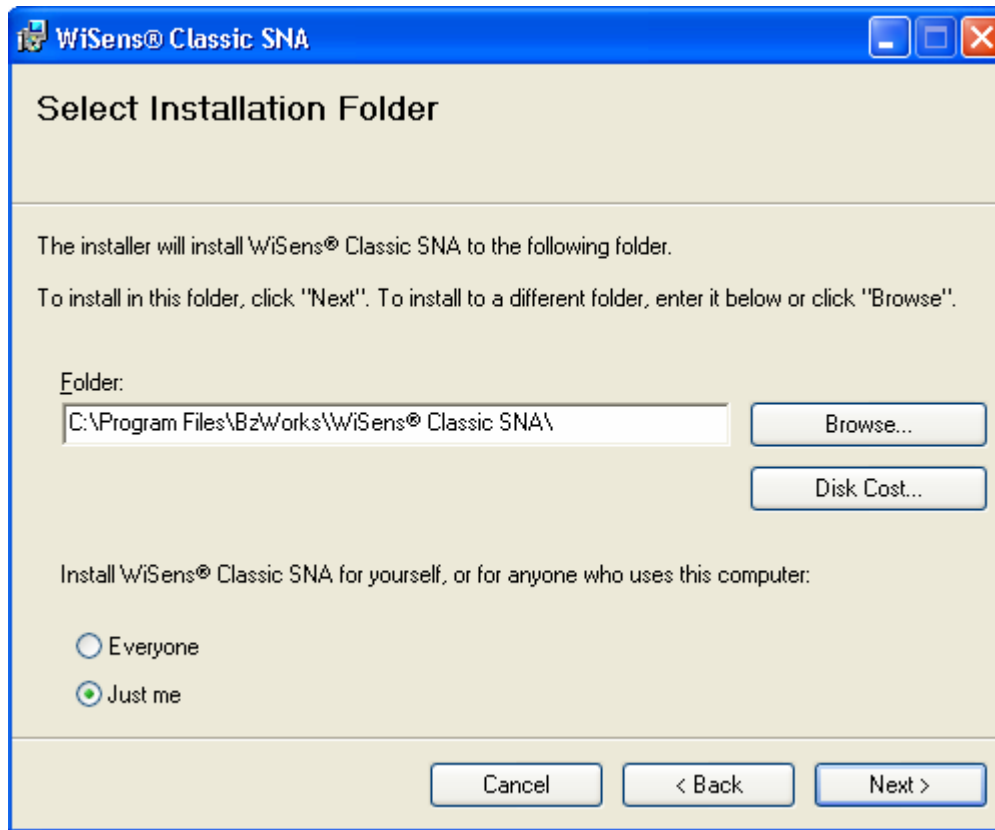 WiSens® Classic SNA
Select Installation Folder
The installer will install WiSens® Classic SNA to the following folder.
To install in this folder, click "Next". To install to a different folder, enter it below or click "Browse".
Folder:
C:\Program Files\BzWorks\WiSens® Classic SNA\
Browse...
Disk Cost...
Install WiSens® Classic SNA for yourself, or for anyone who uses this computer:
Everyone
Just me
Cancel
< Back
Next >